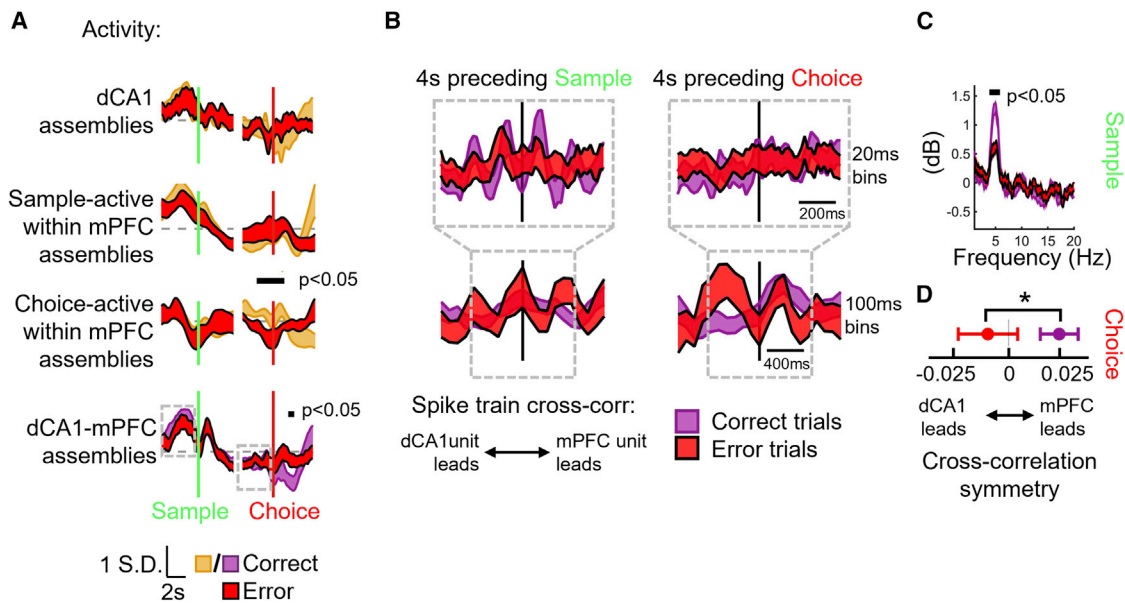 A
Activity:
dCA1
assemblies
Sample-active
within mPFC
assemblies
p<0.05
Choice-active
within mPFC
assemblies
dCA1-mPFC
assemblies
p<0.05
Sample
Choice
1 S.D.
2s
/ Correct
Error
B
4s preceding Sample
4s preceding Choice
20ms
bins
200ms
100ms
bins
400ms
Spike train cross-corr:
dCA1unit
leads
mPFC unit
leads
Correct trials
Error trials
C
p<0.05
1.5
1.0
0.5
0
-0.5
(dB)
5 10 15 20
Frequency (Hz)
Sample
D
*
-0.025 0 0.025
Choice
dCA1
leads
mPFC
leads
Cross-correlation
symmetry